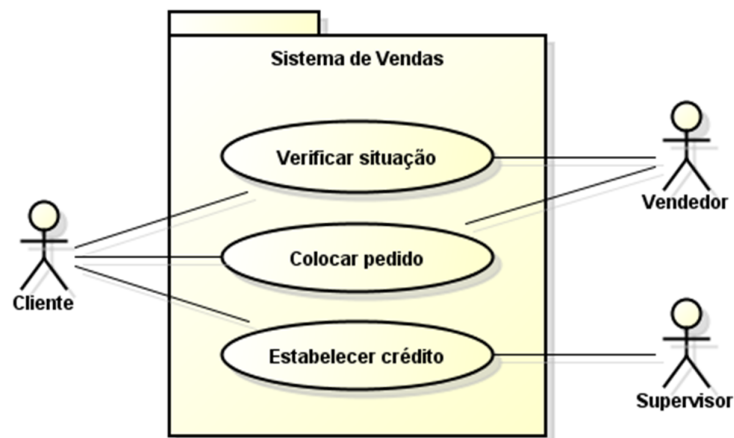 Sistema de Vendas
Verificar situação
Vendedor
Colocar pedido
Cliente
Estabelecer crédito
Supervisor